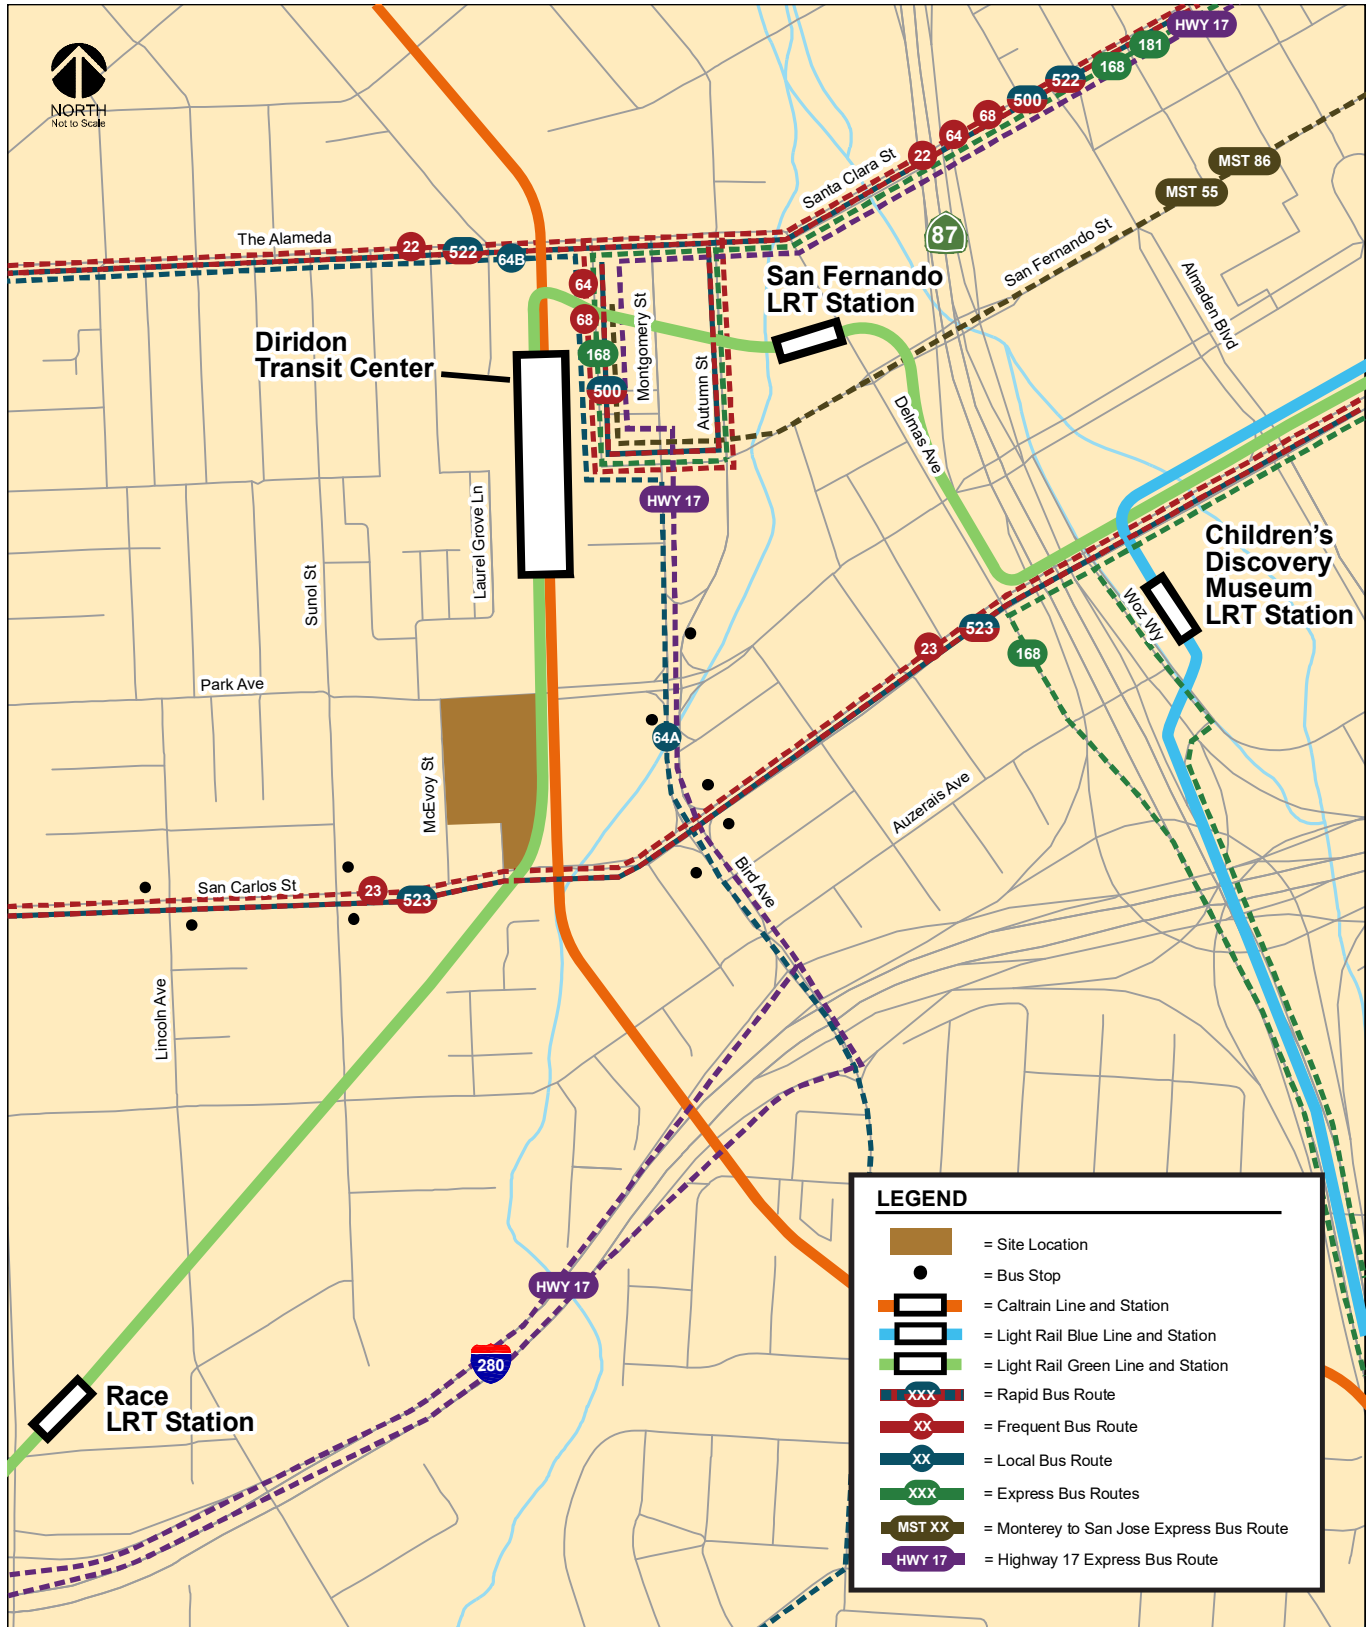 HWY 17
181
168
522
500
68
64
22
NORTH
Not to Scale
Santa Clara St
MST 86
MST 55
87
The Alameda
22
522
64B
San Fernando St
San Fernando
LRT Station
Almaden Blvd
64
68
168
500
Montgomery St
Autumn St
Diridon
Transit Center
Delmas Ave
HWY 17
Laurel Grove Ln
Sunol St
Children's
Discovery
Museum
LRT Station
Woz Wy
523
23
168
Park Ave
64A
McEvoy St
Auzerais Ave
Bird Ave
San Carlos St
23
523
Lincoln Ave
HWY 17
280
Race
LRT Station
LEGEND
= Site Location
= Bus Stop
= Caltrain Line and Station
= Light Rail Blue Line and Station
= Light Rail Green Line and Station
XXX = Rapid Bus Route
XX = Frequent Bus Route
XX = Local Bus Route
XXX = Express Bus Routes
MST XX = Monterey to San Jose Express Bus Route
HWY 17 = Highway 17 Express Bus Route